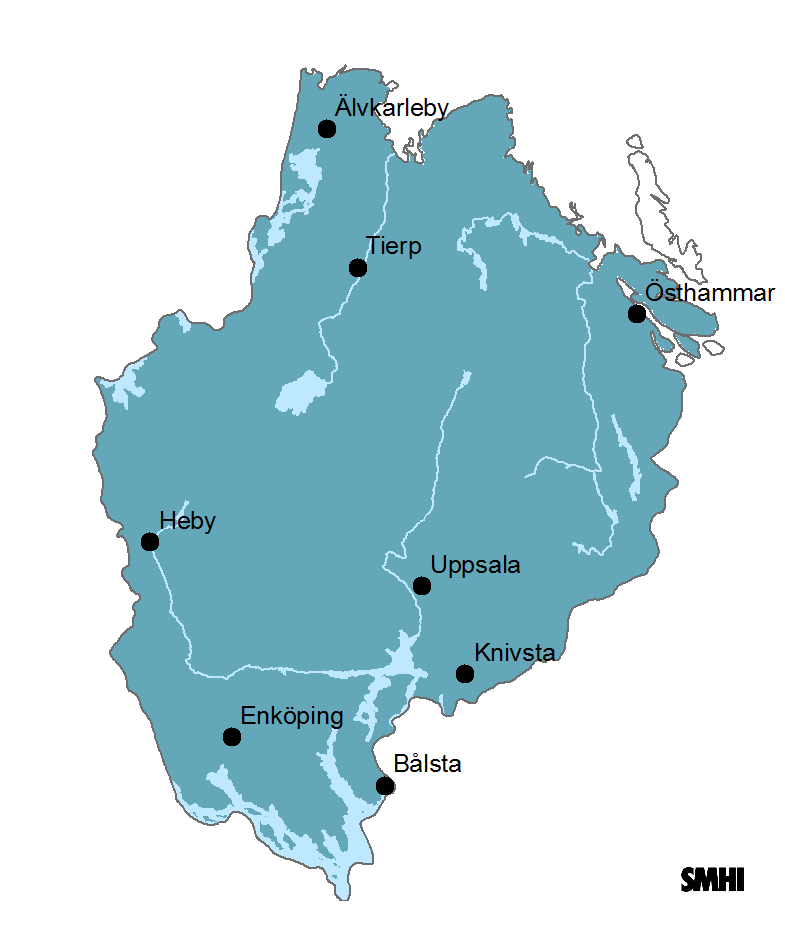 Älvkarleby
Tierp
Östhammar
Heby
Uppsala
Knivsta
Enköping
Bålsta
SMHI